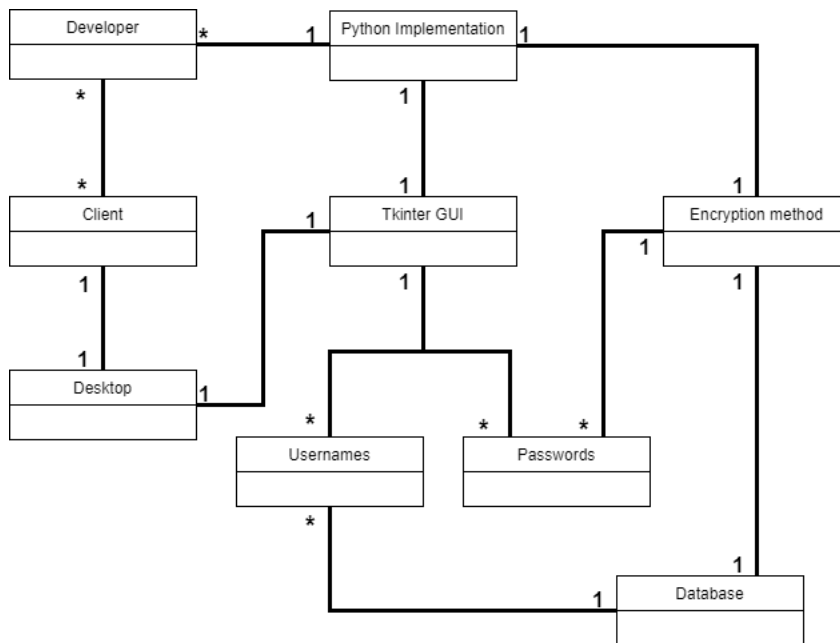 Developer
* 1
Python Implementation
1
* 1
* 1 1
Client
1
Tkinter GUI
Encryption method
1 1 1 1
1
Desktop
1
* * *
Usernames
Passwords
*
1
1
Database